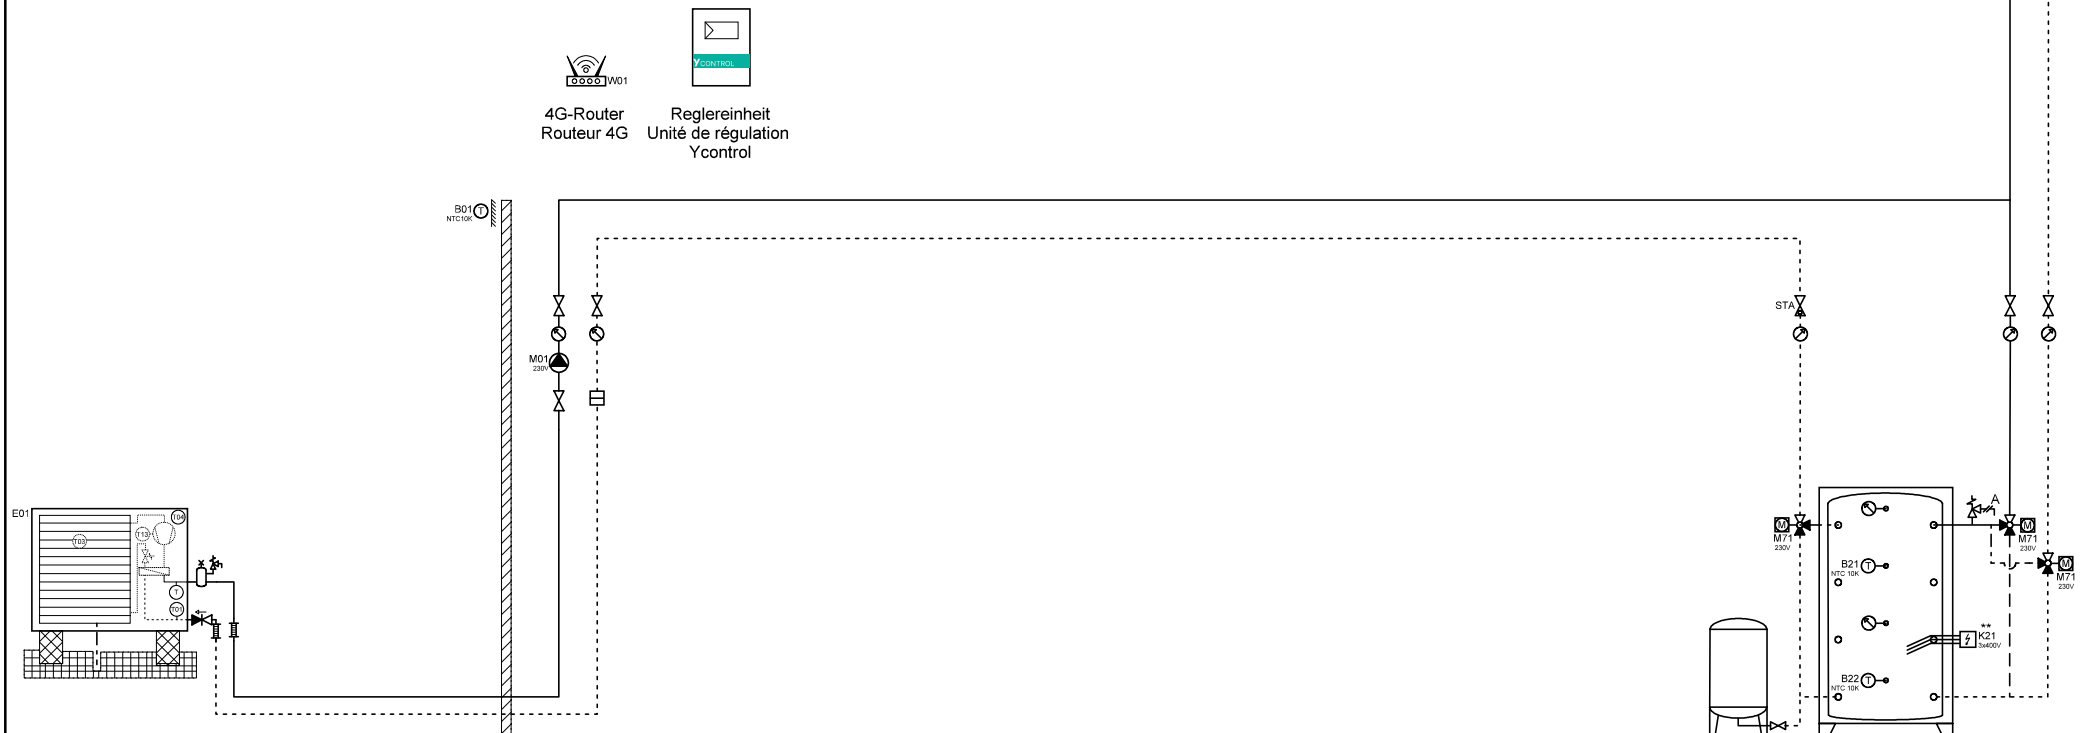 YCONTROL
W01
4G-Router
Routeur 4G
Reglereinheit
Unité de régulation
Ycontrol
B01
T
NTC10K
STA
M01
230V
E01
T03
T13
T04
T
T01
M
M71
230V
A
M
M71
230V
M
M71
230V
B21
T
NTC 10K
**
K21
3x400V
B22
T
NTC 10K